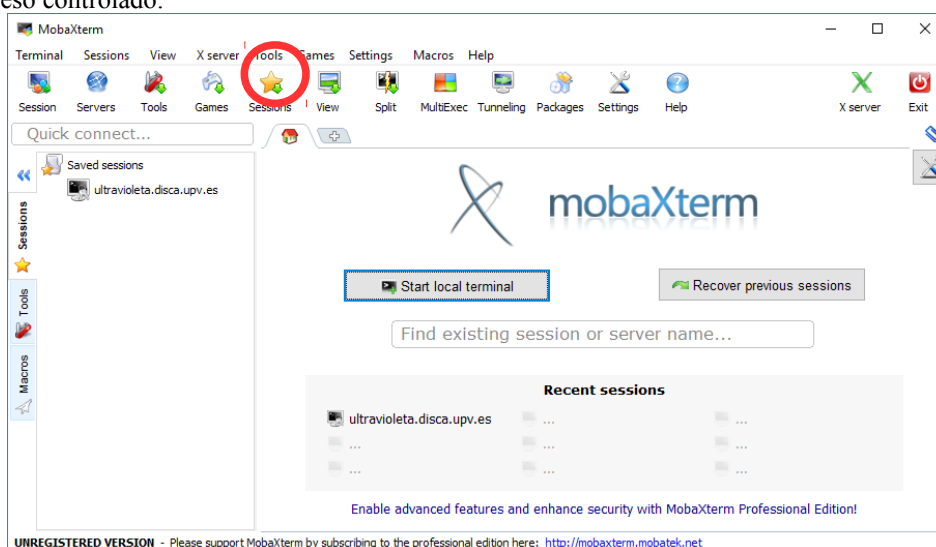 eso controlado.
MobaXterm
Terminal Sessions View X server Tools Games Settings Macros Help
Session Servers Tools Games Sessions View Split MultiExec Tunneling Packages Settings Help X server Exit
Quick connect...
Saved sessions
ultravioleta.disca.upv.es
Sessions
Tools
Macros
mobaXterm
Start local terminal
Recover previous sessions
Find existing session or server name...
Recent sessions
ultravioleta.disca.upv.es ... ...
... ... ...
... ... ...
Enable advanced features and enhance security with MobaXterm Professional Edition!
UNREGISTERED VERSION - Please support MobaXterm by subscribing to the professional edition here: http://mobaxterm.mobatek.net